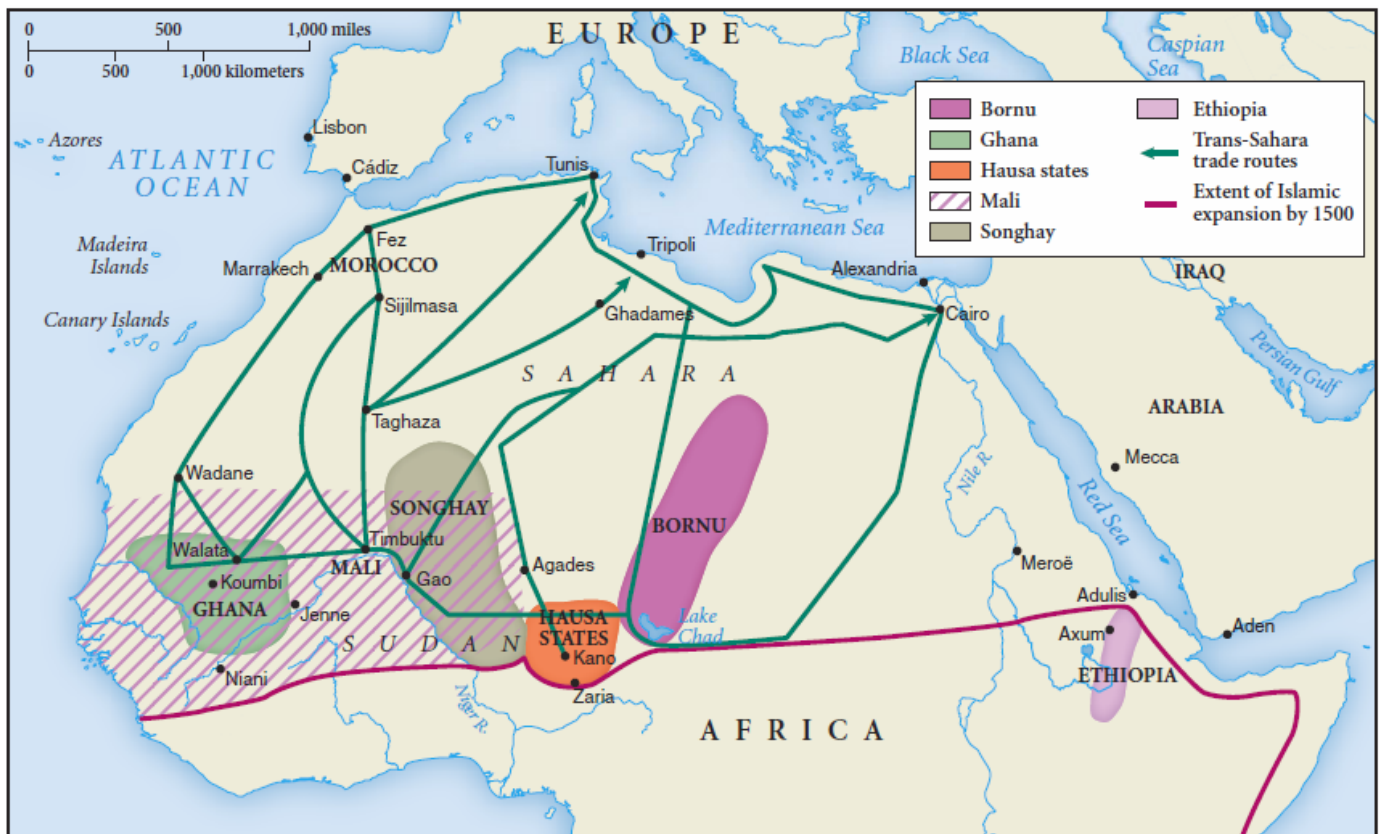 0 500 1,000 miles
0 500 1,000 kilometers
EUROPE
Black Sea
Caspian
Sea
Bornu
Ghana
Hausa states
Mali
Songhay
Ethiopia
Trans-Sahara
trade routes
Extent of Islamic
expansion by 1500
Azores
Lisbon
ATLANTIC
OCEAN
Cádiz
Tunis
Mediterranean Sea
Madeira
Islands
Fez
Tripoli
Marrakech
MOROCCO
Alexandria
IRAQ
Sijilmasa
Ghadames
Cairo
Canary Islands
Persian Gulf
SAHARA
Taghaza
ARABIA
Wadane
Mecca
Nile R.
Red Sea
SONGHAY
BORNU
Walata
Timbuktu
MALI
Meroë
Koumbi
Gao
Agades
GHANA
Jenne
Adulis
HAUSA
STATES
Lake
Chad
Axum
Aden
SUDAN
Kano
Niani
ETHIOPIA
Zaria
Niger R.
AFRICA